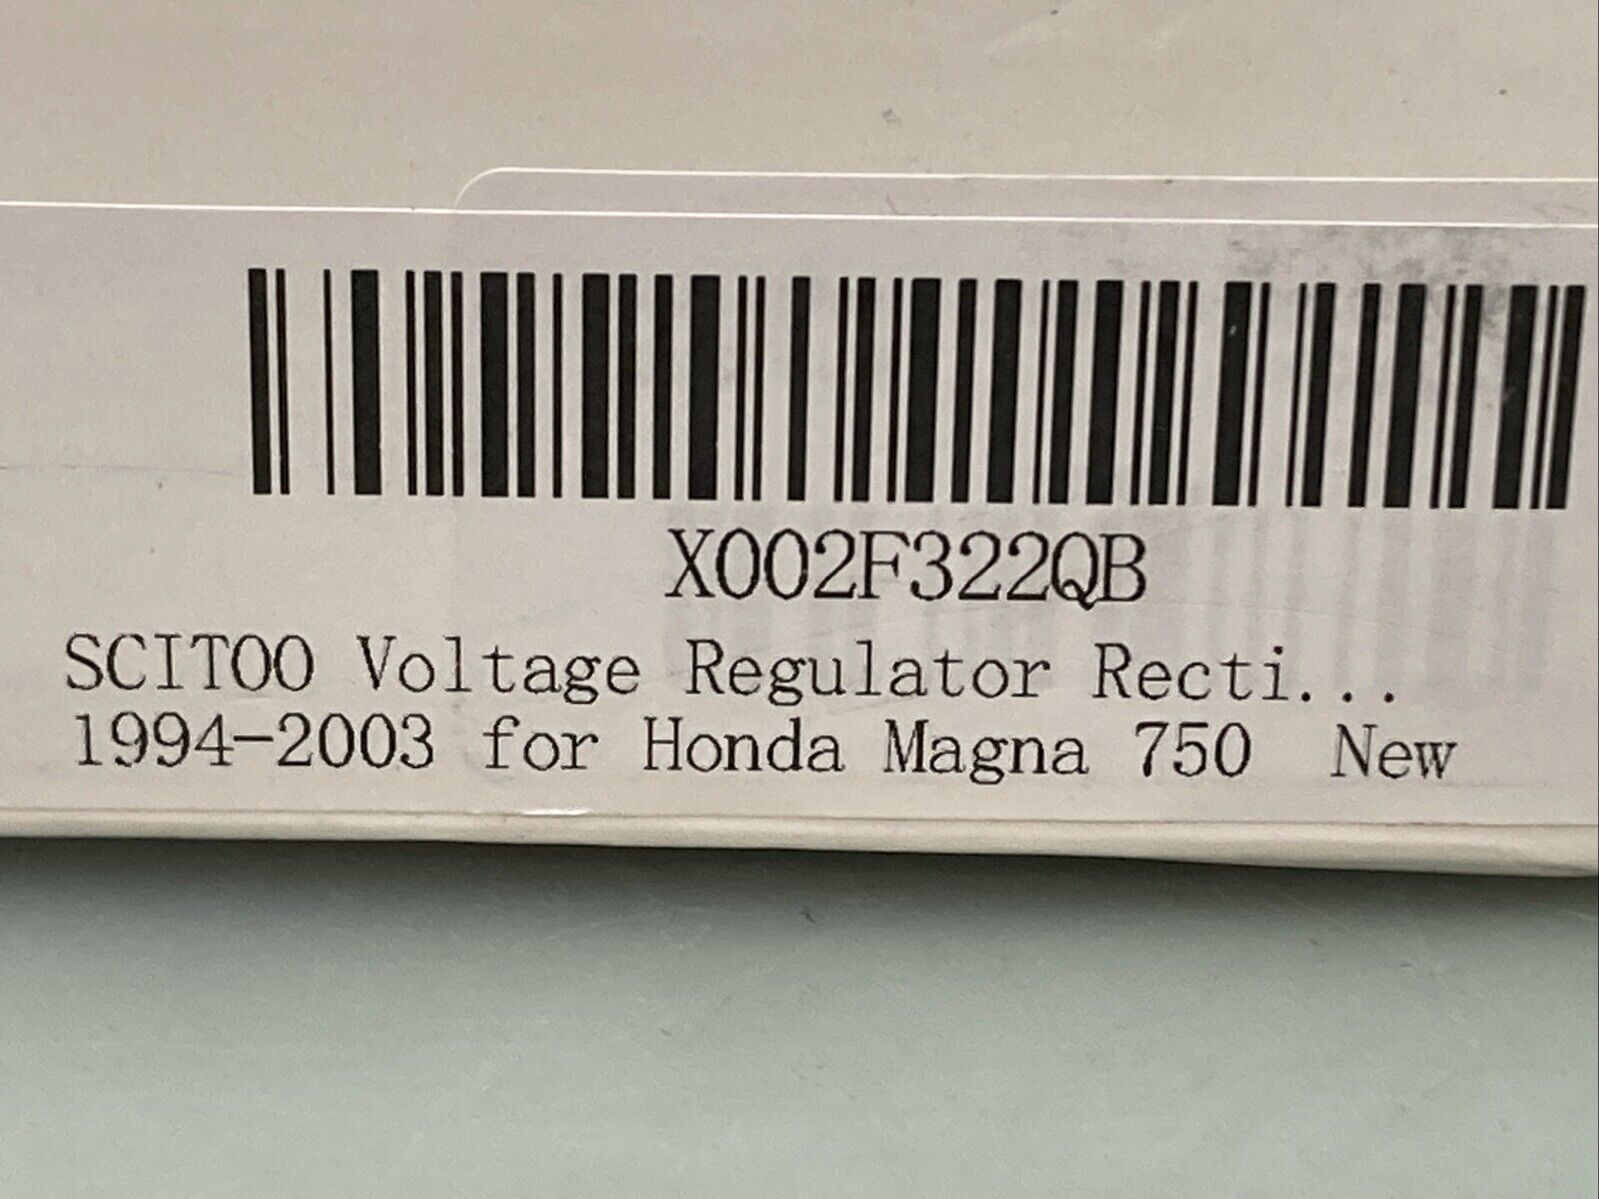 X002F322QB
SCITOO Voltage Regulator Recti...
1994-2003 for Honda Magna 750 New